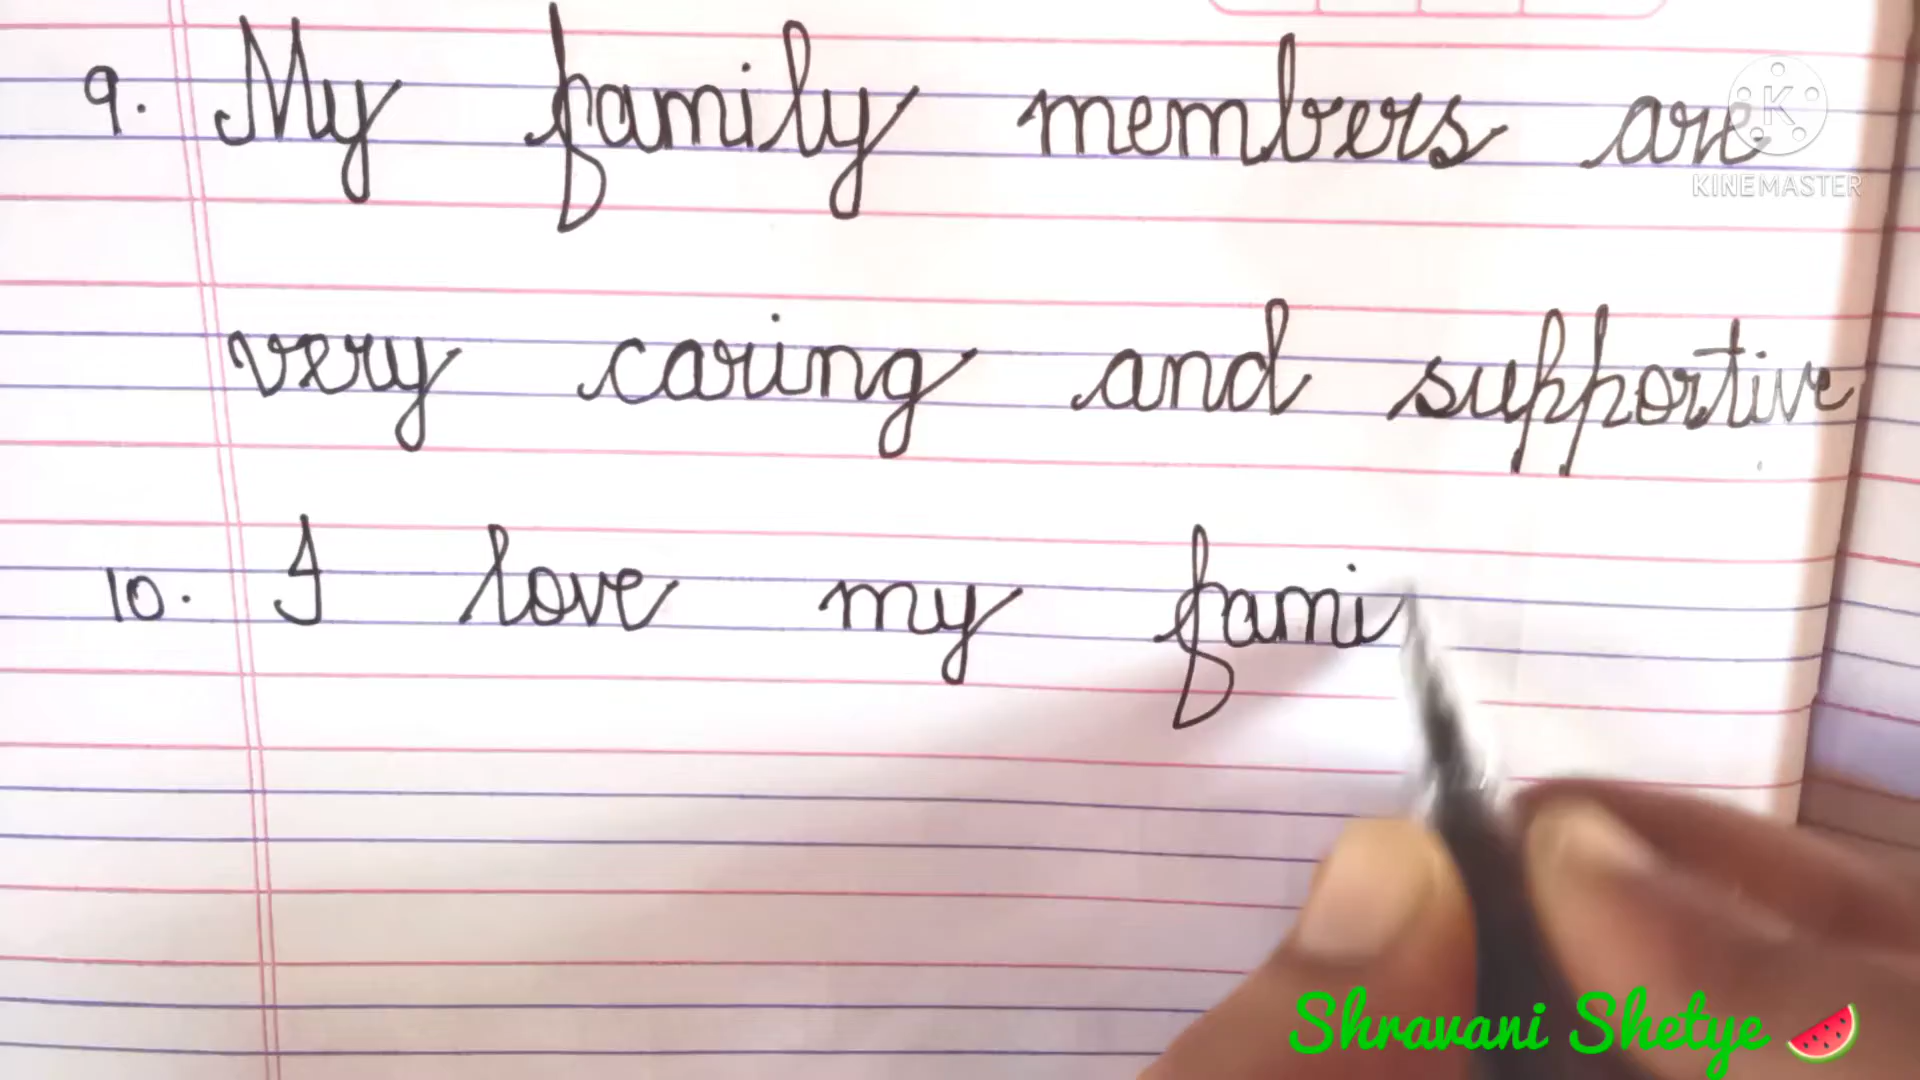 9. My family members are
KINEMASTER
very caring and supportive
10. I love my fami
Shravani Shetye